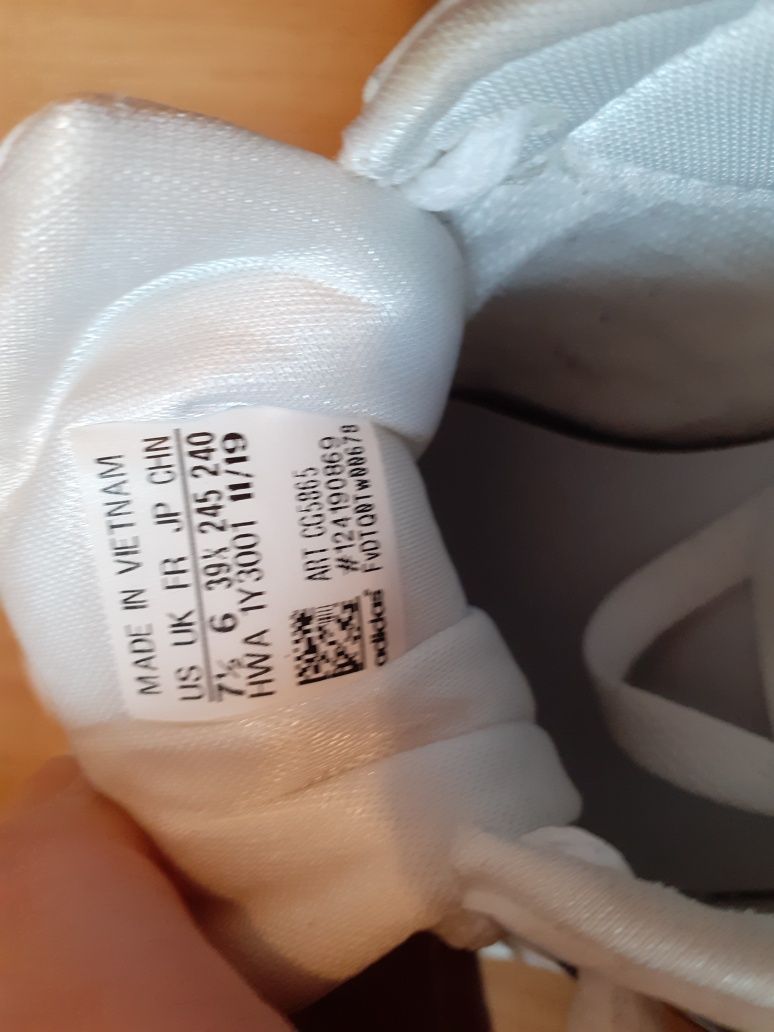 MADE IN VIETNAM
US UK FR JP CHN
7½ 6 39⅓ 245 240
HWA 1Y3001 11/19
ART CG5865
#124190869
FVDTQ0TW00678
adidas